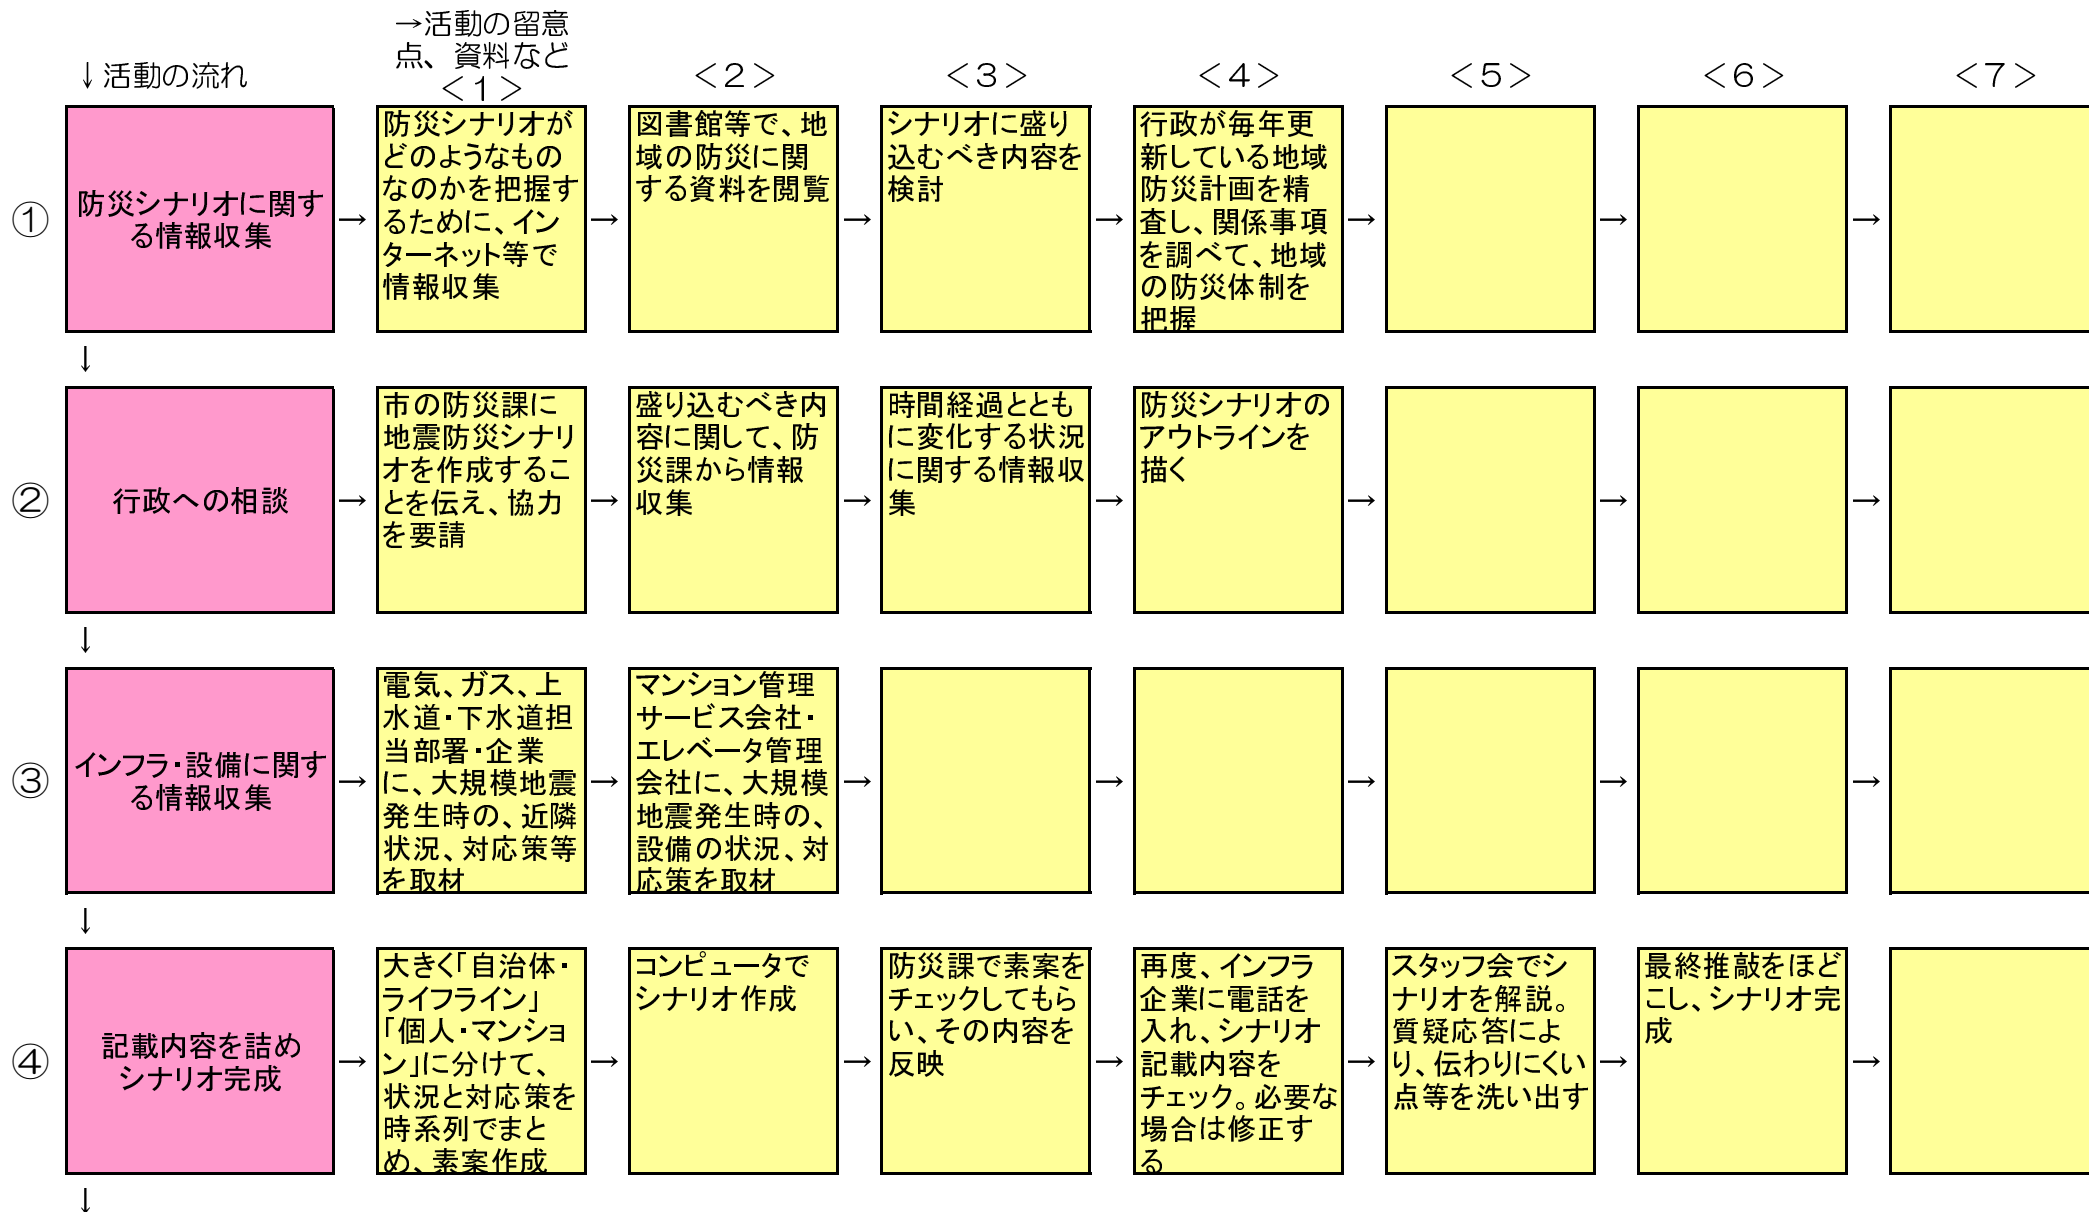 →活動の留意
点、資料など
↓活動の流れ
＜1＞
＜2＞
＜3＞
＜4＞
＜5＞
＜6＞
＜7＞
①
防災シナリオに関す
る情報収集
→
防災シナリオが
どのようなもの
なのかを把握す
るために、イン
ターネット等で
情報収集
→
図書館等で、地
域の防災に関
する資料を閲覧
→
シナリオに盛り
込むべき内容を
検討
→
行政が毎年更
新している地域
防災計画を精
査し、関係事項
を調べて、地域
の防災体制を
把握
→
→
→
↓
②
行政への相談
→
市の防災課に
地震防災シナリ
オを作成するこ
とを伝え、協力
を要請
→
盛り込むべき内
容に関して、防
災課から情報
収集
→
時間経過ととも
に変化する状況
に関する情報収
集
→
防災シナリオの
アウトラインを
描く
→
→
→
↓
③
インフラ・設備に関す
る情報収集
→
電気、ガス、上
水道・下水道担
当部署・企業
に、大規模地震
発生時の、近隣
状況、対応策等
を取材
→
マンション管理
サービス会社・
エレベータ管理
会社に、大規模
地震発生時の、
設備の状況、対
応策を取材
→
→
→
→
→
↓
④
記載内容を詰め
シナリオ完成
→
大きく「自治体・
ライフライン」
「個人・マンショ
ン」に分けて、
状況と対応策を
時系列でまと
め、素案作成
→
コンピュータで
シナリオ作成
→
防災課で素案を
チェックしてもら
い、その内容を
反映
→
再度、インフラ
企業に電話を
入れ、シナリオ
記載内容を
チェック。必要な
場合は修正す
る
→
スタッフ会でシ
ナリオを解説。
質疑応答によ
り、伝わりにくい
点等を洗い出す
→
最終推敲をほど
こし、シナリオ完
成
→
↓